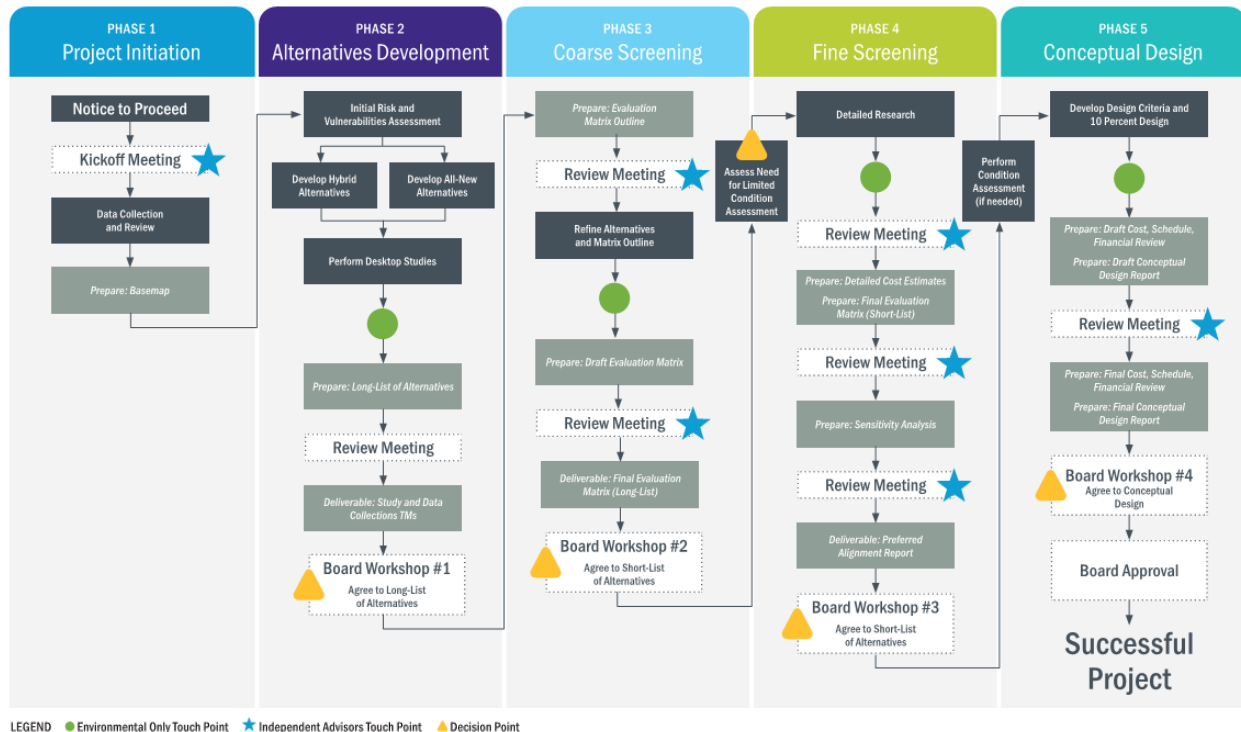 PHASE 1
Project Initiation
Notice to Proceed
Kickoff Meeting
Data Collection
and Review
Prepare: Basemap
PHASE 2
Alternatives Development
Initial Risk and
Vulnerabilities Assessment
Develop Hybrid
Alternatives
Develop All-New
Alternatives
Perform Desktop Studies
Prepare: Long-List of Alternatives
Review Meeting
Deliverable: Study and Data
Collections TMs
Board Workshop #1
Agree to Long-List
of Alternatives
PHASE 3
Coarse Screening
Prepare: Evaluation
Matrix Outline
Review Meeting
Refine Alternatives
and Matrix Outline
Prepare: Draft Evaluation Matrix
Review Meeting
Deliverable: Final Evaluation
Matrix (Long-List)
Board Workshop #2
Agree to Short-List
of Alternatives
Assess Need
for Limited
Condition
Assessment
PHASE 4
Fine Screening
Detailed Research
Review Meeting
Prepare: Detailed Cost Estimates
Prepare: Final Evaluation
Matrix (Short-List)
Review Meeting
Prepare: Sensitivity Analysis
Review Meeting
Deliverable: Preferred
Alignment Report
Board Workshop #3
Agree to Short-List
of Alternatives
Perform
Condition
Assessment
(if needed)
PHASE 5
Conceptual Design
Develop Design Criteria and
10 Percent Design
Prepare: Draft Cost, Schedule,
Financial Review
Prepare: Draft Conceptual
Design Report
Review Meeting
Prepare: Final Cost, Schedule,
Financial Review
Prepare: Final Conceptual
Design Report
Board Workshop #4
Agree to Conceptual
Design
Board Approval
Successful
Project
LEGEND Environmental Only Touch Point Independent Advisors Touch Point Decision Point